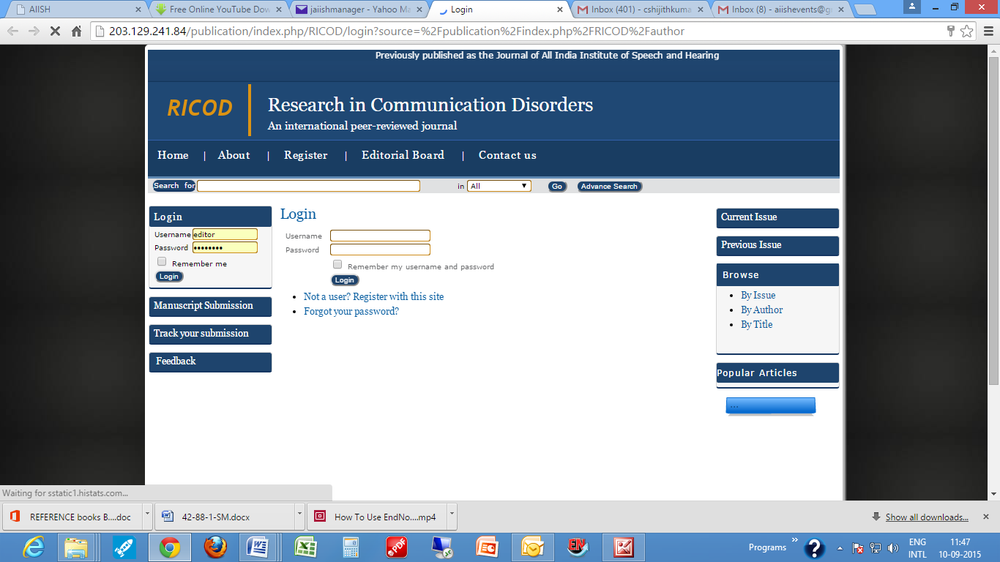 AIISH
Free Online YouTube Dow
jaiishmanager - Yahoo Ma
Login
Inbox (401) - cshijithkuma
Inbox (8) - aiishevents@g
203.129.241.84/publication/index.php/RICOD/login?source=%2Fpublication%2Findex.php%2FRICOD%2Fauthor
Previously published as the Journal of All India Institute of Speech and Hearing
RICOD
Research in Communication Disorders
An international peer-reviewed journal
Home | About | Register | Editorial Board | Contact us
Search for in All Go Advance Search
Login
Username editor
Password ••••••••
Remember me
Login
Manuscript Submission
Track your submission
Feedback
Login
Username
Password
Remember my username and password
Login
• Not a user? Register with this site
• Forgot your password?
Current Issue
Previous Issue
Browse
• By Issue
• By Author
• By Title
Popular Articles
...
Waiting for sstatic1.histats.com...
REFERENCE books B....doc
42-88-1-SM.docx
How To Use EndNo....mp4
Show all downloads...
Programs »
ENG
INTL
11:47
10-09-2015